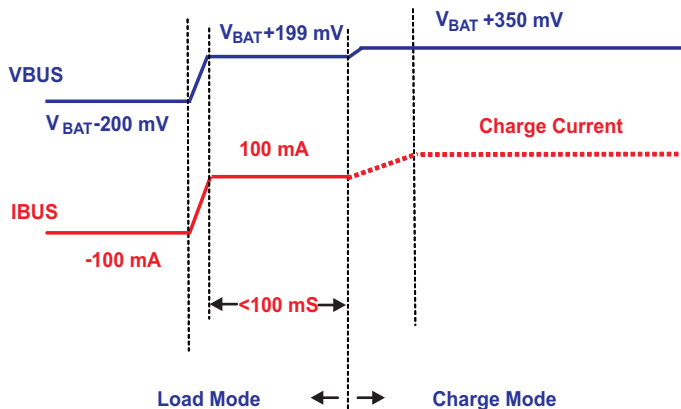 VBAT+199 mV
VBAT +350 mV
VBUS
VBAT-200 mV
Charge Current
100 mA
IBUS
-100 mA
<100 mS
Load Mode
Charge Mode